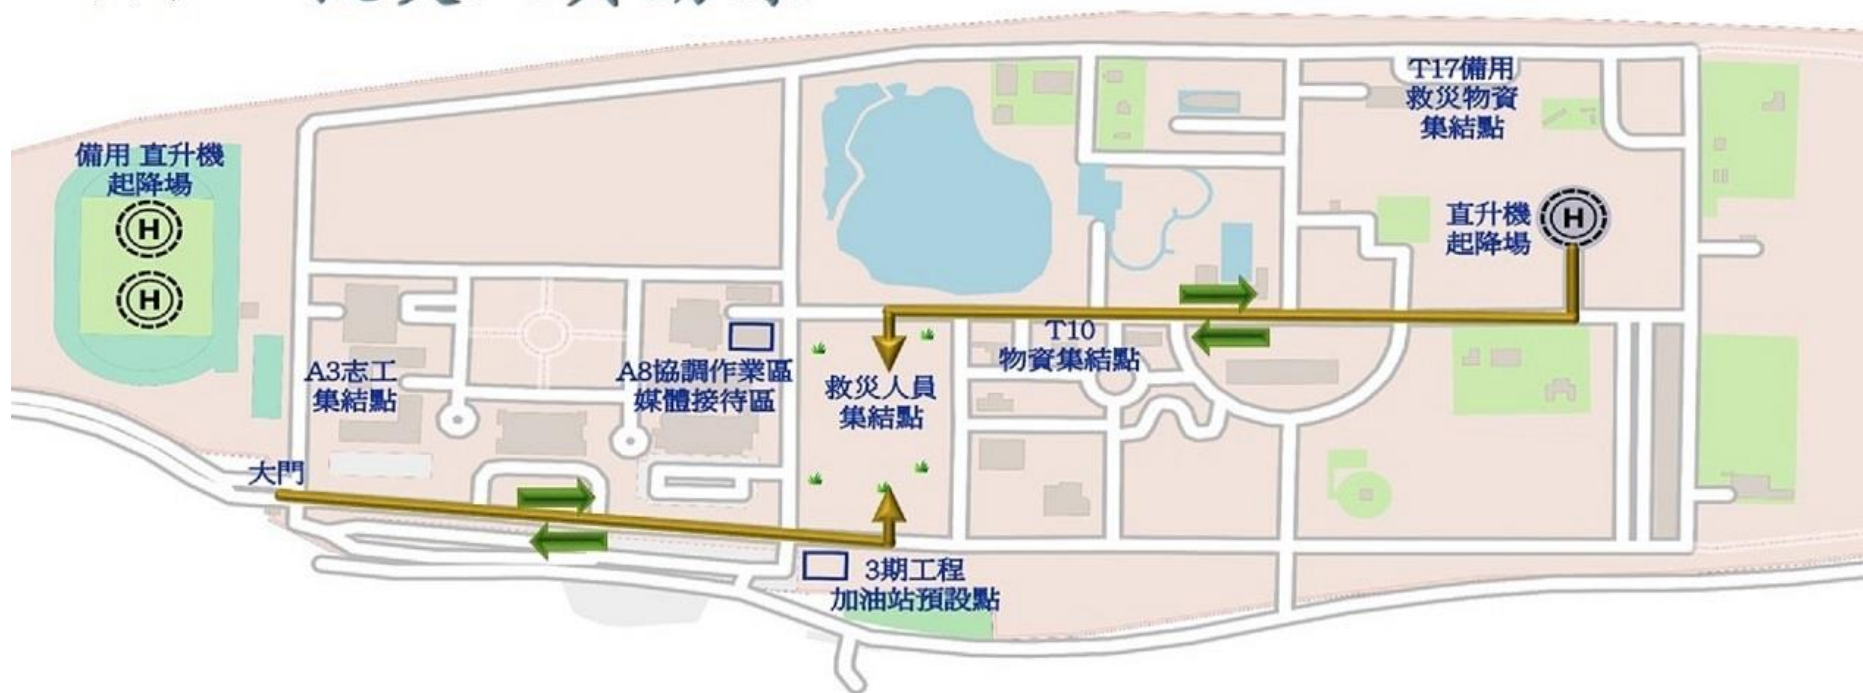 T17備用
救災物資
集結點
備用 直升機
起降場
H
H
直升機
起降場
H
T10
物資集結點
A3志工
集結點
A8協調作業區
媒體接待區
救災人員
集結點
大門
3期工程
加油站預設點